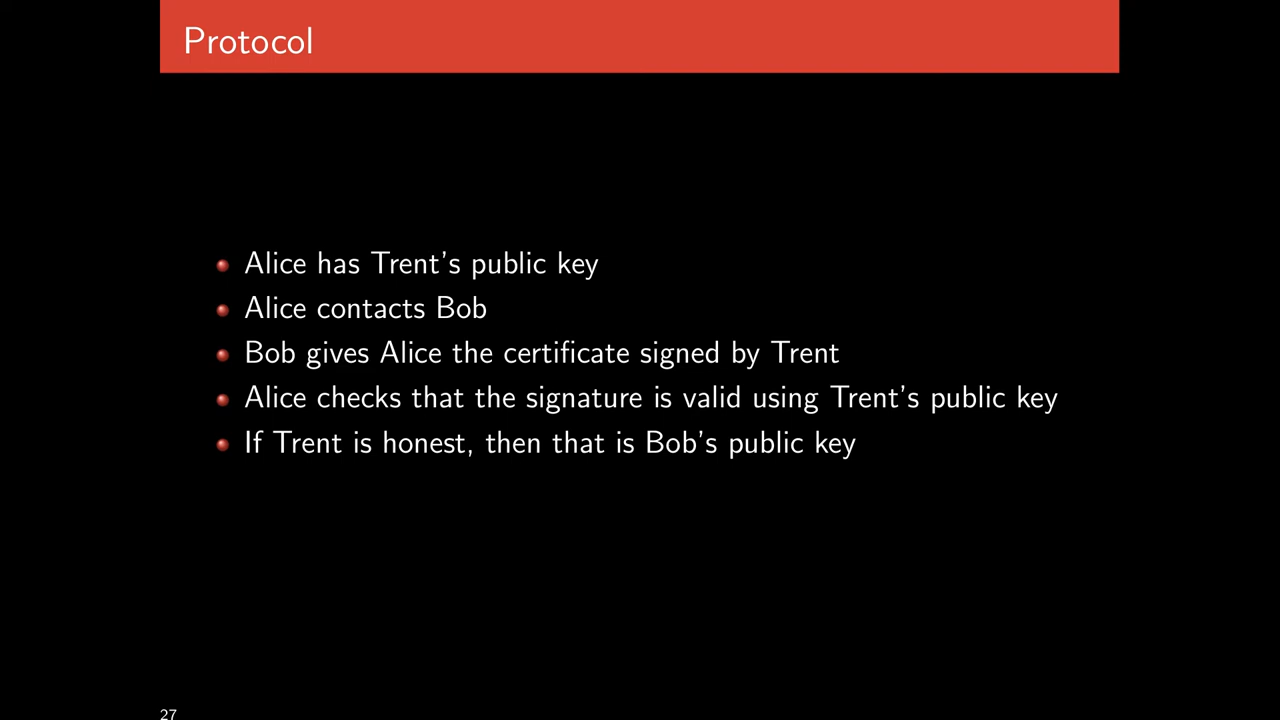 Protocol
Alice has Trent's public key
Alice contacts Bob
Bob gives Alice the certificate signed by Trent
Alice checks that the signature is valid using Trent's public key
If Trent is honest, then that is Bob's public key
27